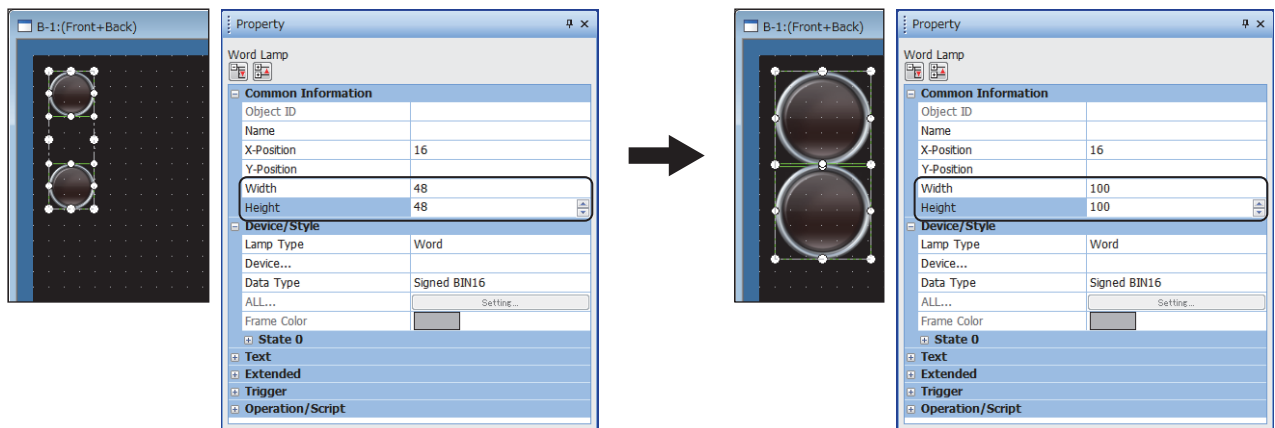 B-1:(Front+Back)
Property
Word Lamp
Common Information
Object ID
Name
X-Position 16
Y-Position
Width 48
Height 48
Device/Style
Lamp Type Word
Device...
Data Type Signed BIN16
ALL... Setting...
Frame Color
State 0
Text
Extended
Trigger
Operation/Script
B-1:(Front+Back)
Property
Word Lamp
Common Information
Object ID
Name
X-Position 16
Y-Position
Width 100
Height 100
Device/Style
Lamp Type Word
Device...
Data Type Signed BIN16
ALL... Setting...
Frame Color
State 0
Text
Extended
Trigger
Operation/Script